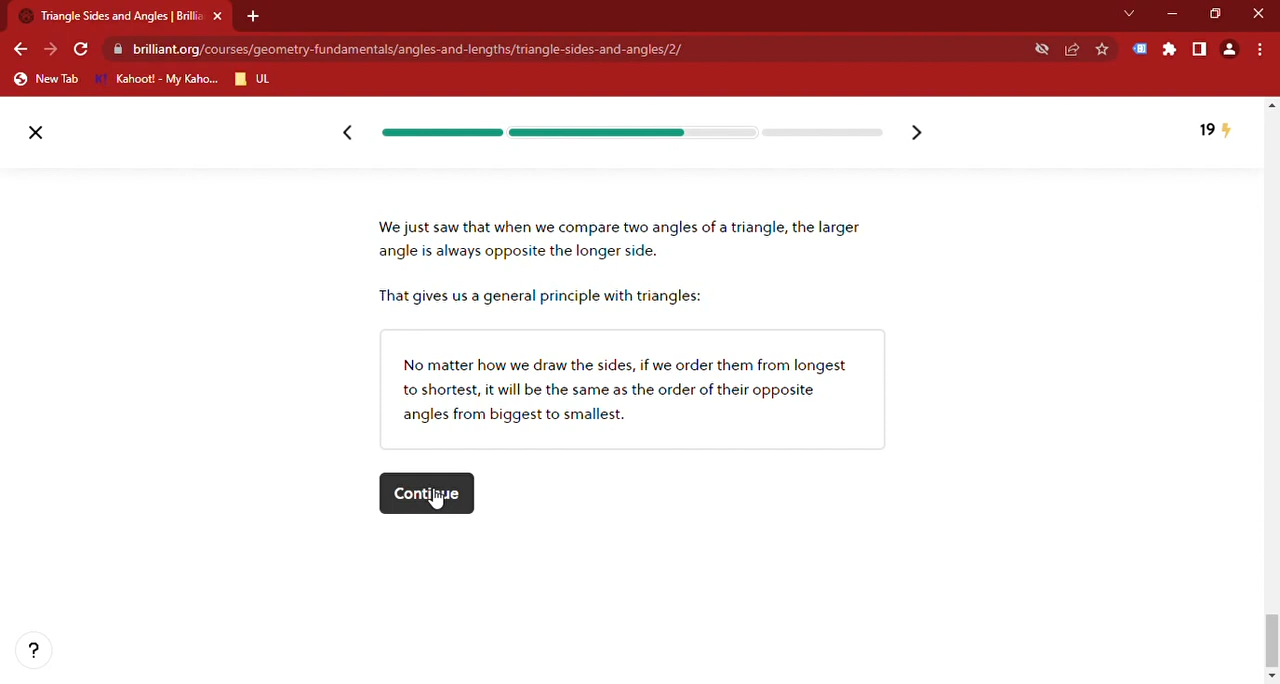 Triangle Sides and Angles | Brillia
brilliant.org/courses/geometry-fundamentals/angles-and-lengths/triangle-sides-and-angles/2/
New Tab
K! Kahoot! - My Kaho...
UL
19
We just saw that when we compare two angles of a triangle, the larger
angle is always opposite the longer side.
That gives us a general principle with triangles:
No matter how we draw the sides, if we order them from longest
to shortest, it will be the same as the order of their opposite
angles from biggest to smallest.
Continue
?